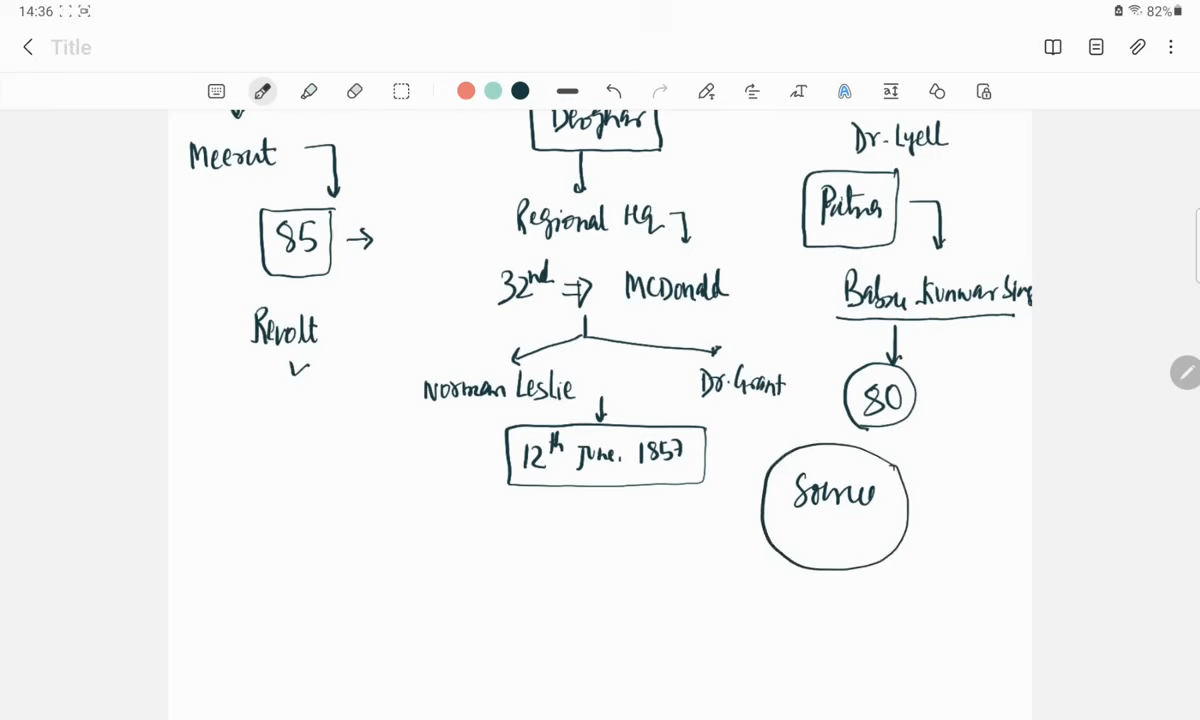 14:36
82%
Title
Meerut
85
Revolt
Deoghar
Regional HQ
32nd ⇒ MCDonald
Norman Leslie
Dr. Grant
12th June. 1857
Dr. Lyell
Patna
Babu Kunwar Sing
80
Source